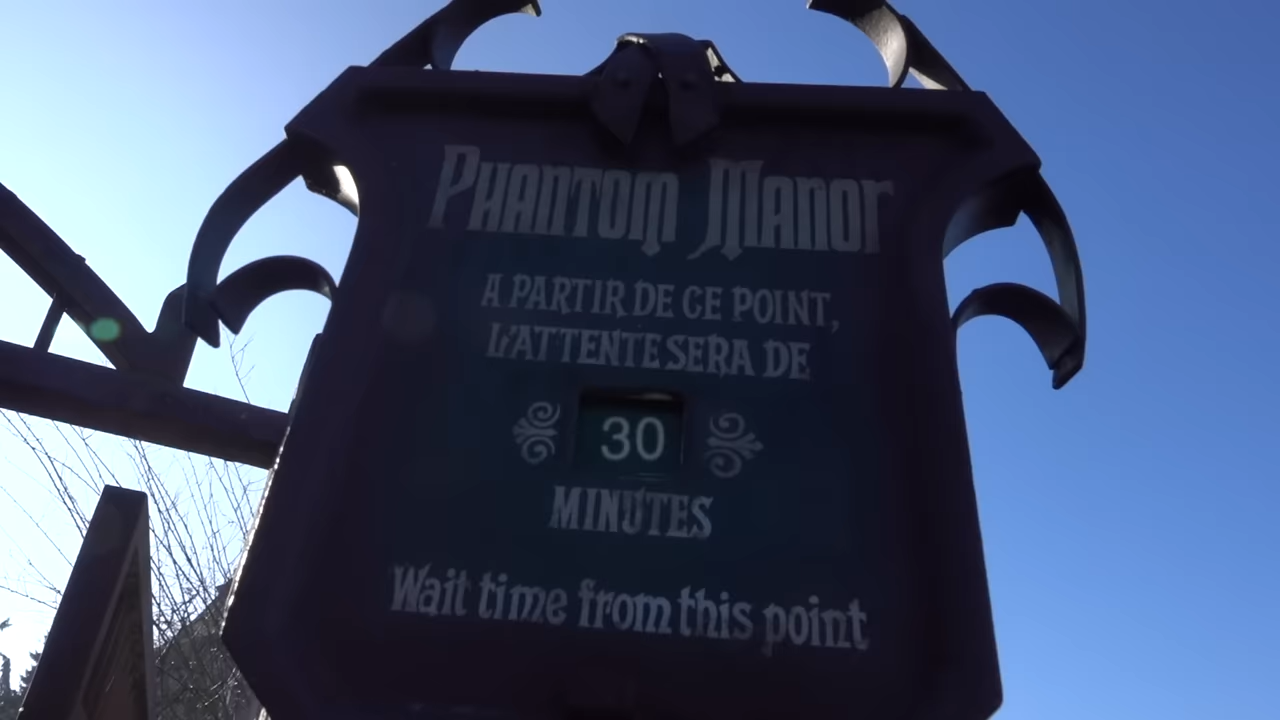 Phantom Manor
A PARTIR DE CE POINT,
L'ATTENTE SERA DE
30
MINUTES
Wait time from this point